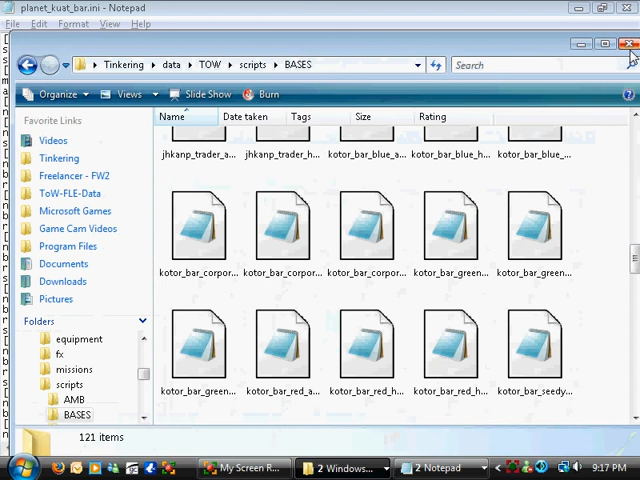 planet_kuat_bar.ini - Notepad
File Edit Format View Help
Tinkering data TOW scripts BASES
Search
Organize Views Slide Show Burn
Favorite Links
Videos
Tinkering
Freelancer - FW2
ToW-FLE-Data
Microsoft Games
Game Cam Videos
Program Files
Documents
Downloads
Pictures
Folders
equipment
fx
missions
scripts
AMB
BASES
Name Date taken Tags Size Rating
jhkanp_trader_a... jhkanp_trader_h... kotor_bar_blue_a... kotor_bar_blue_h... kotor_bar_blue_...
kotor_bar_corpor... kotor_bar_corpor... kotor_bar_corpor... kotor_bar_green... kotor_bar_green...
kotor_bar_green... kotor_bar_red_a... kotor_bar_red_h... kotor_bar_red_h... kotor_bar_seedy...
121 items
My Screen R... 2 Windows... 2 Notepad 9:17 PM